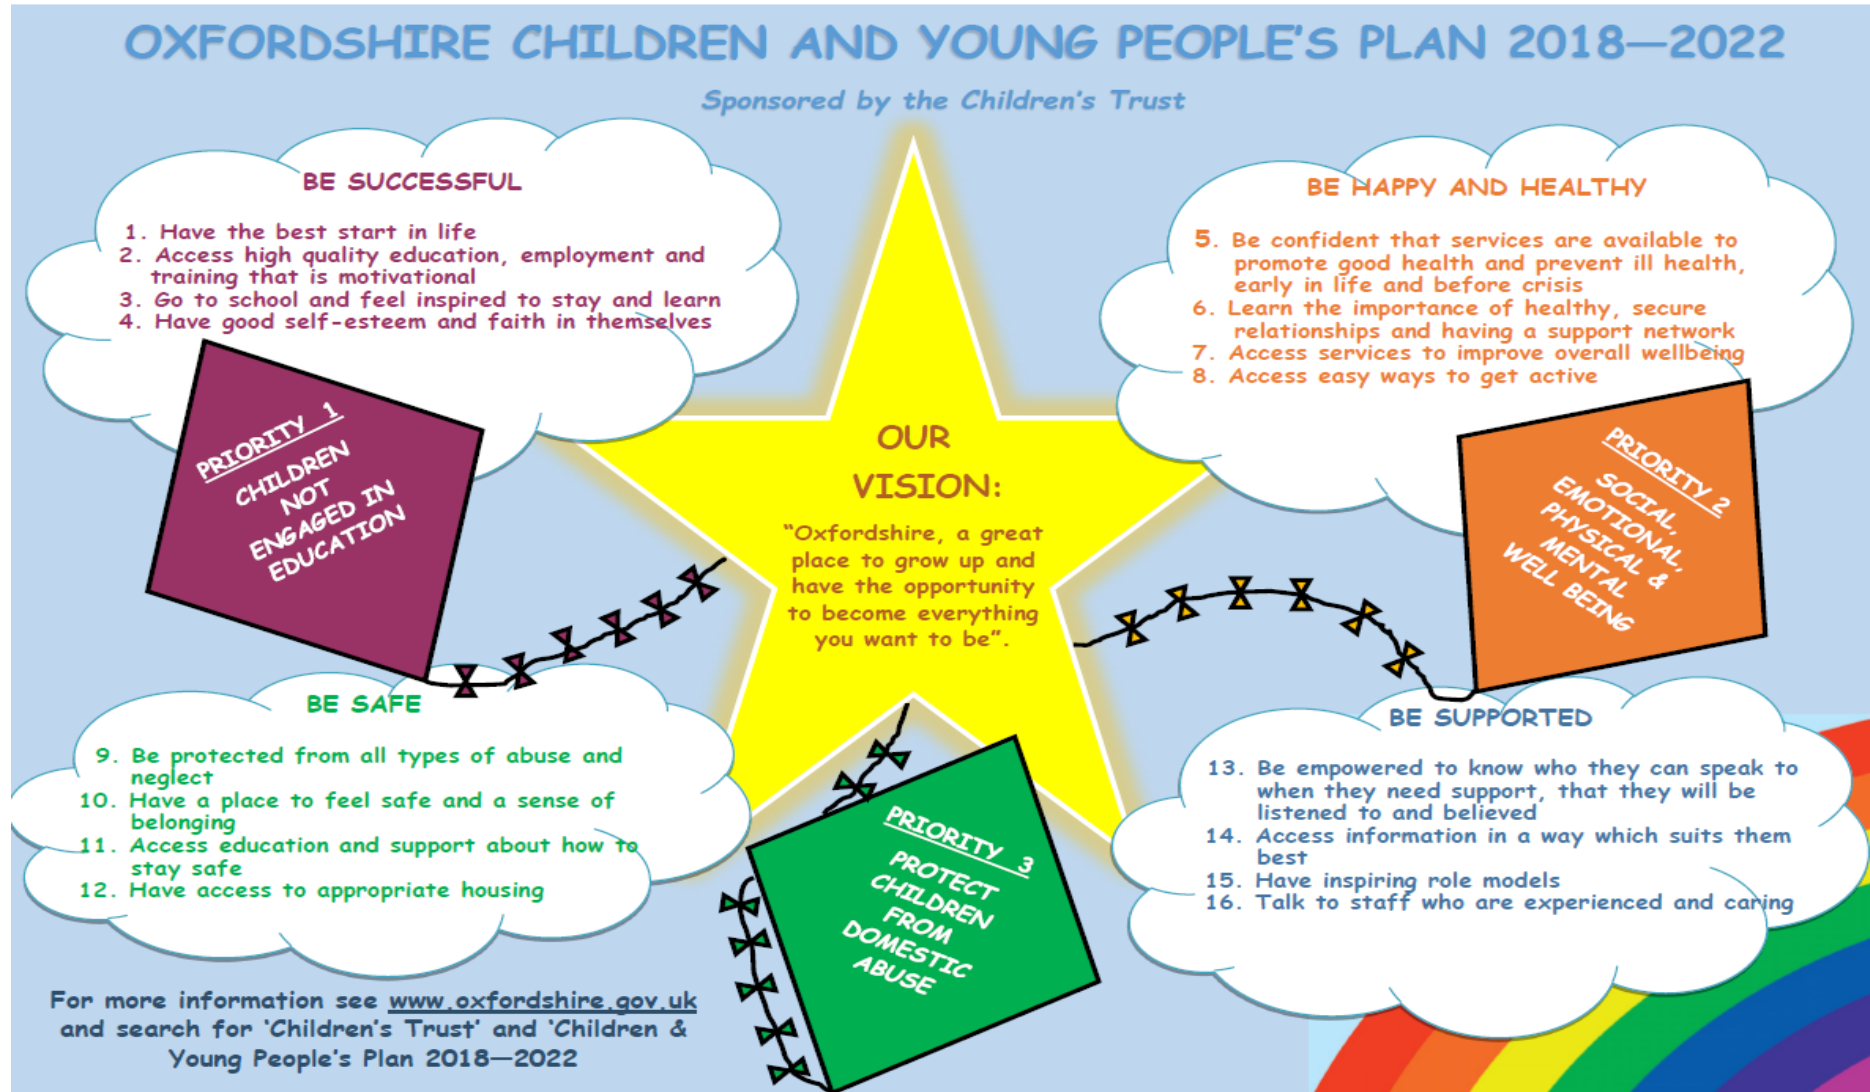 OXFORDSHIRE CHILDREN AND YOUNG PEOPLE'S PLAN 2018—2022
Sponsored by the Children's Trust
BE SUCCESSFUL
1. Have the best start in life
2. Access high quality education, employment and
training that is motivational
3. Go to school and feel inspired to stay and learn
4. Have good self-esteem and faith in themselves
PRIORITY 1
CHILDREN
NOT
ENGAGED IN
EDUCATION
OUR
VISION:
"Oxfordshire, a great
place to grow up and
have the opportunity
to become everything
you want to be".
BE HAPPY AND HEALTHY
5. Be confident that services are available to
promote good health and prevent ill health,
early in life and before crisis
6. Learn the importance of healthy, secure
relationships and having a support network
7. Access services to improve overall wellbeing
8. Access easy ways to get active
PRIORITY 2
SOCIAL,
EMOTIONAL,
PHYSICAL &
MENTAL
WELL BEING
BE SAFE
9. Be protected from all types of abuse and
neglect
10. Have a place to feel safe and a sense of
belonging
11. Access education and support about how to
stay safe
12. Have access to appropriate housing
PRIORITY 3
PROTECT
CHILDREN
FROM
DOMESTIC
ABUSE
BE SUPPORTED
13. Be empowered to know who they can speak to
when they need support, that they will be
listened to and believed
14. Access information in a way which suits them
best
15. Have inspiring role models
16. Talk to staff who are experienced and caring
For more information see www.oxfordshire.gov.uk
and search for 'Children's Trust' and 'Children &
Young People's Plan 2018—2022